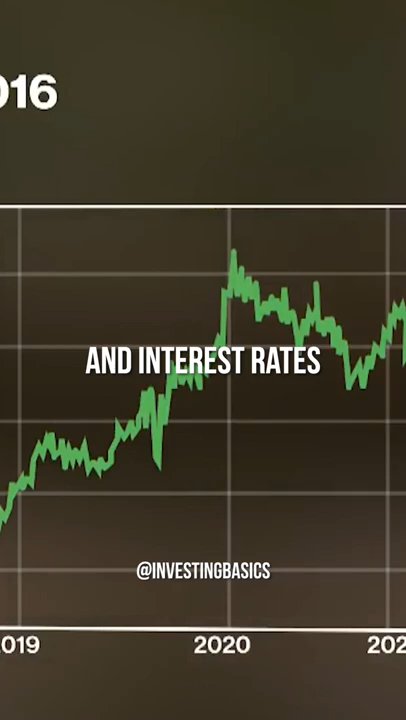 016
AND INTEREST RATES
@INVESTINGBASICS
019
2020
202